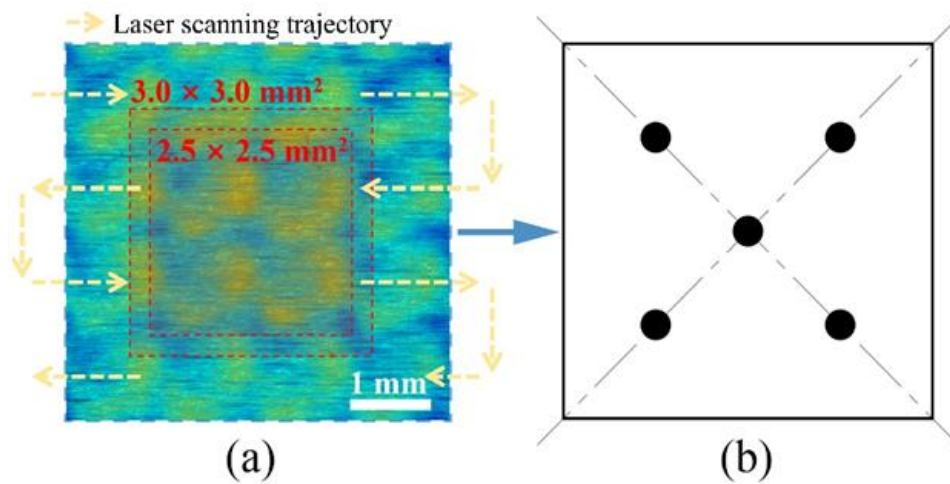 Laser scanning trajectory
3.0 × 3.0 mm²
2.5 × 2.5 mm²
1 mm
(a)
(b)